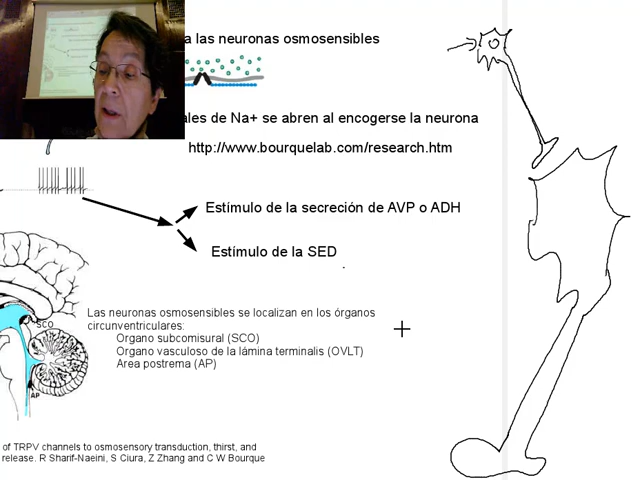 a las neuronas osmosensibles
ales de Na+ se abren al encogerse la neurona
http://www.bourquelab.com/research.htm
Estímulo de la secreción de AVP o ADH
Estímulo de la SED
Las neuronas osmosensibles se localizan en los órganos
circunventriculares:
Organo subcomisural (SCO)
Organo vasculoso de la lámina terminalis (OVLT)
Area postrema (AP)
SCO
AP
of TRPV channels to osmosensory transduction, thirst, and
release. R Sharif-Naeini, S Ciura, Z Zhang and C W Bourque